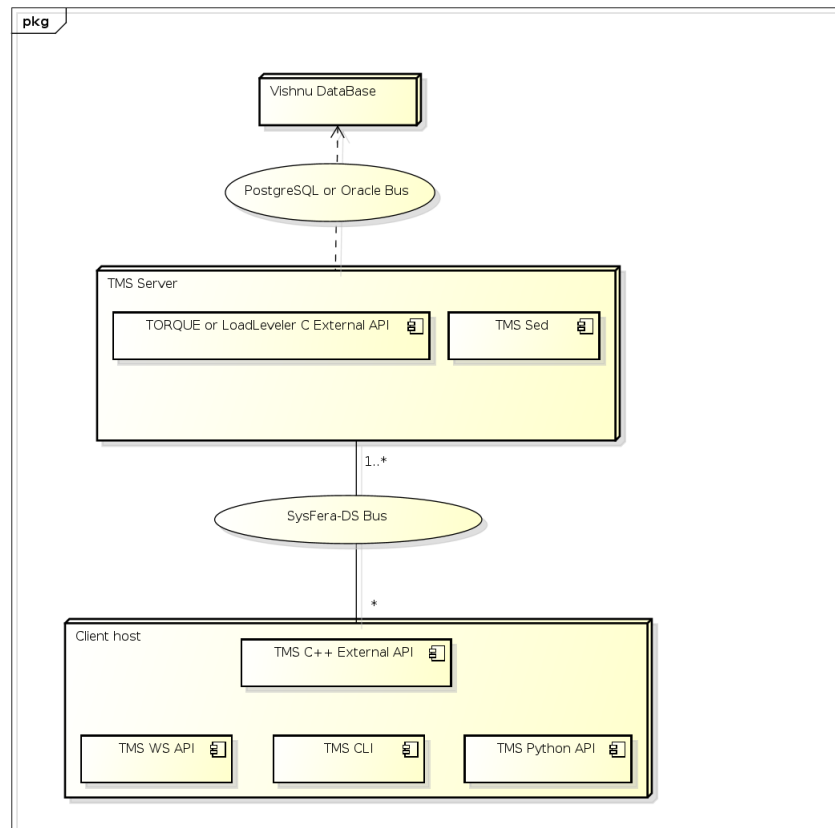 pkg
Vishnu DataBase
PostgreSQL or Oracle Bus
TMS Server
TORQUE or LoadLeveler C External API
TMS Sed
1..*
SysFera-DS Bus
*
Client host
TMS C++ External API
TMS WS API
TMS CLI
TMS Python API